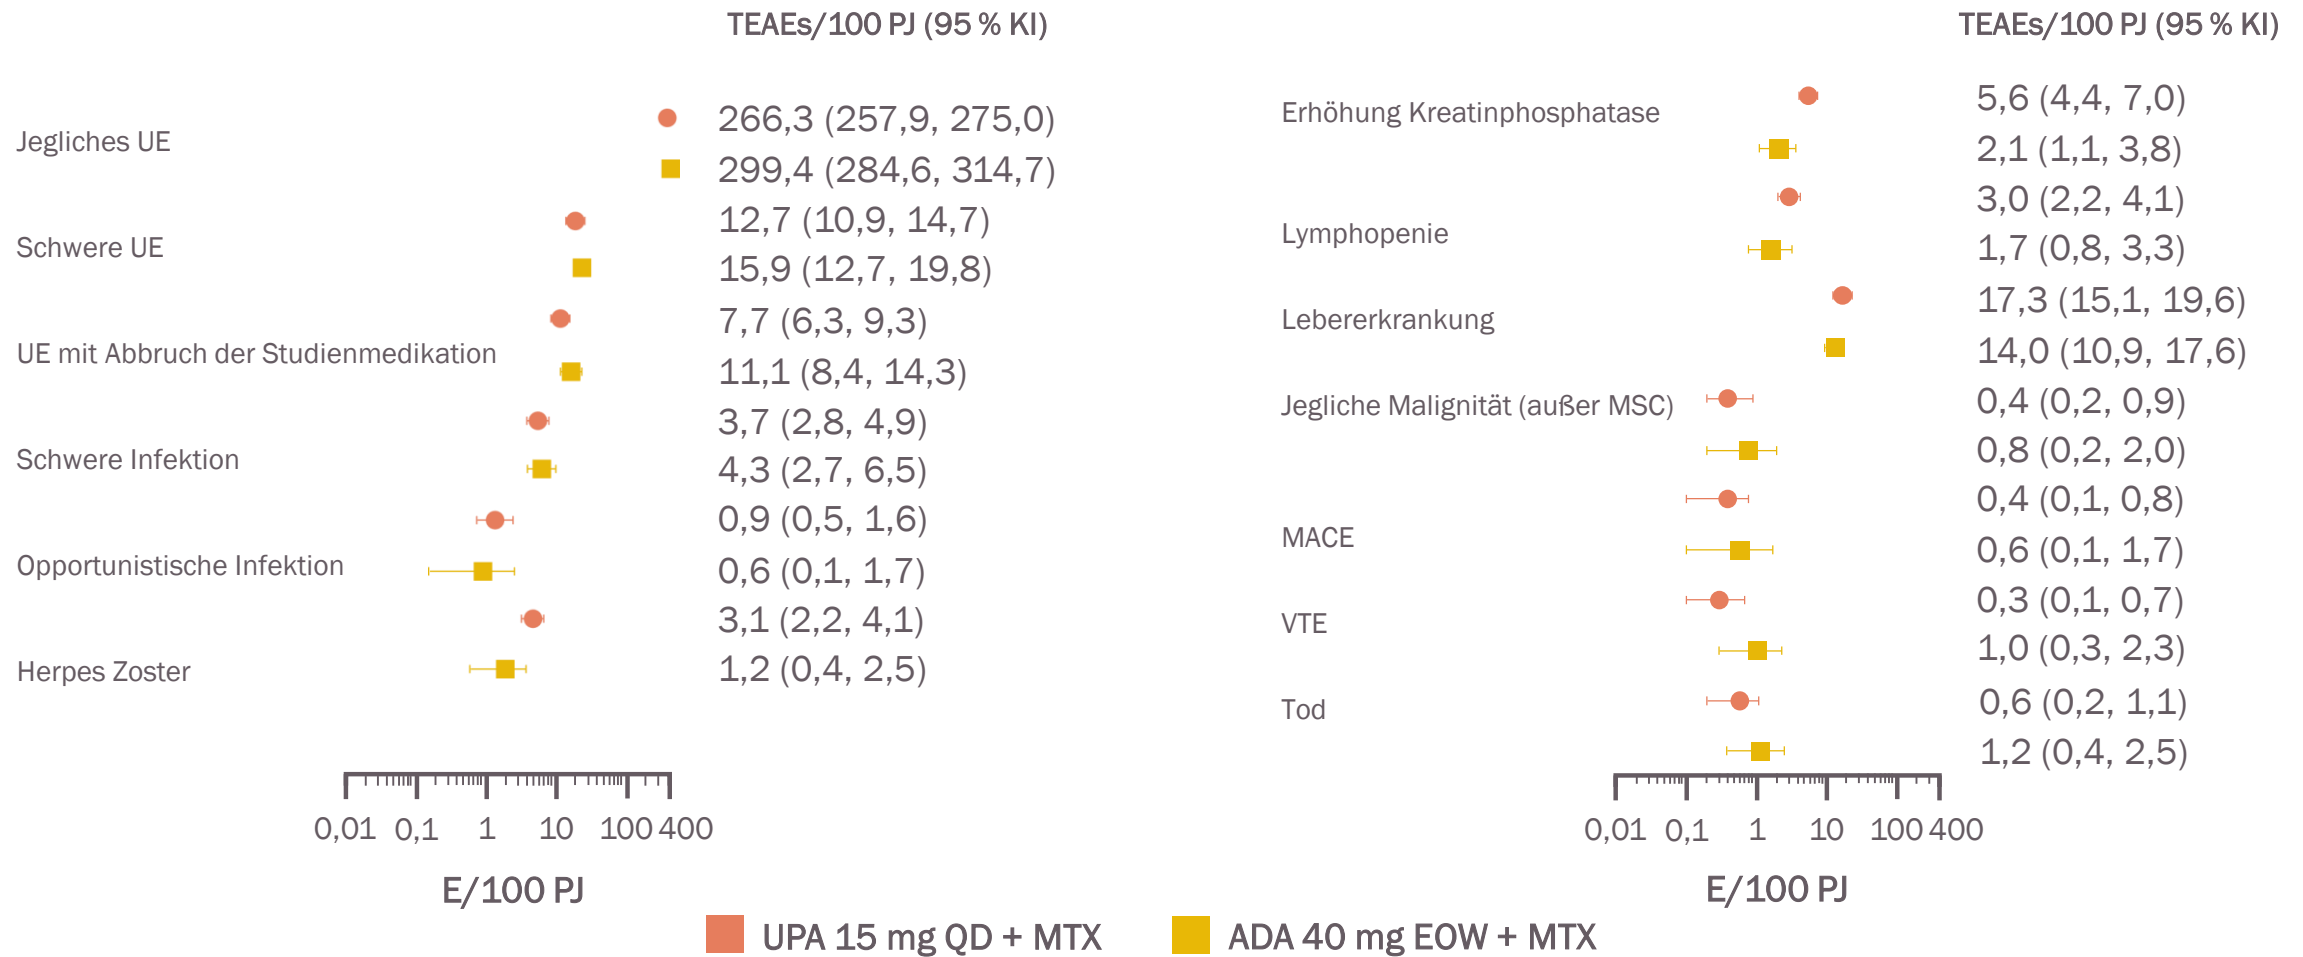 TEAEs/100 PJ (95 % KI)
Jegliches UE
266,3 (257,9, 275,0)
299,4 (284,6, 314,7)
Schwere UE
12,7 (10,9, 14,7)
15,9 (12,7, 19,8)
UE mit Abbruch der Studienmedikation
7,7 (6,3, 9,3)
11,1 (8,4, 14,3)
Schwere Infektion
3,7 (2,8, 4,9)
4,3 (2,7, 6,5)
Opportunistische Infektion
0,9 (0,5, 1,6)
0,6 (0,1, 1,7)
Herpes Zoster
3,1 (2,2, 4,1)
1,2 (0,4, 2,5)
0,01 0,1 1 10 100 400
E/100 PJ
TEAEs/100 PJ (95 % KI)
Erhöhung Kreatinphosphatase
5,6 (4,4, 7,0)
2,1 (1,1, 3,8)
Lymphopenie
3,0 (2,2, 4,1)
1,7 (0,8, 3,3)
Lebererkrankung
17,3 (15,1, 19,6)
14,0 (10,9, 17,6)
Jegliche Malignität (außer MSC)
0,4 (0,2, 0,9)
0,8 (0,2, 2,0)
MACE
0,4 (0,1, 0,8)
0,6 (0,1, 1,7)
VTE
0,3 (0,1, 0,7)
1,0 (0,3, 2,3)
Tod
0,6 (0,2, 1,1)
1,2 (0,4, 2,5)
0,01 0,1 1 10 100 400
E/100 PJ
UPA 15 mg QD + MTX
ADA 40 mg EOW + MTX